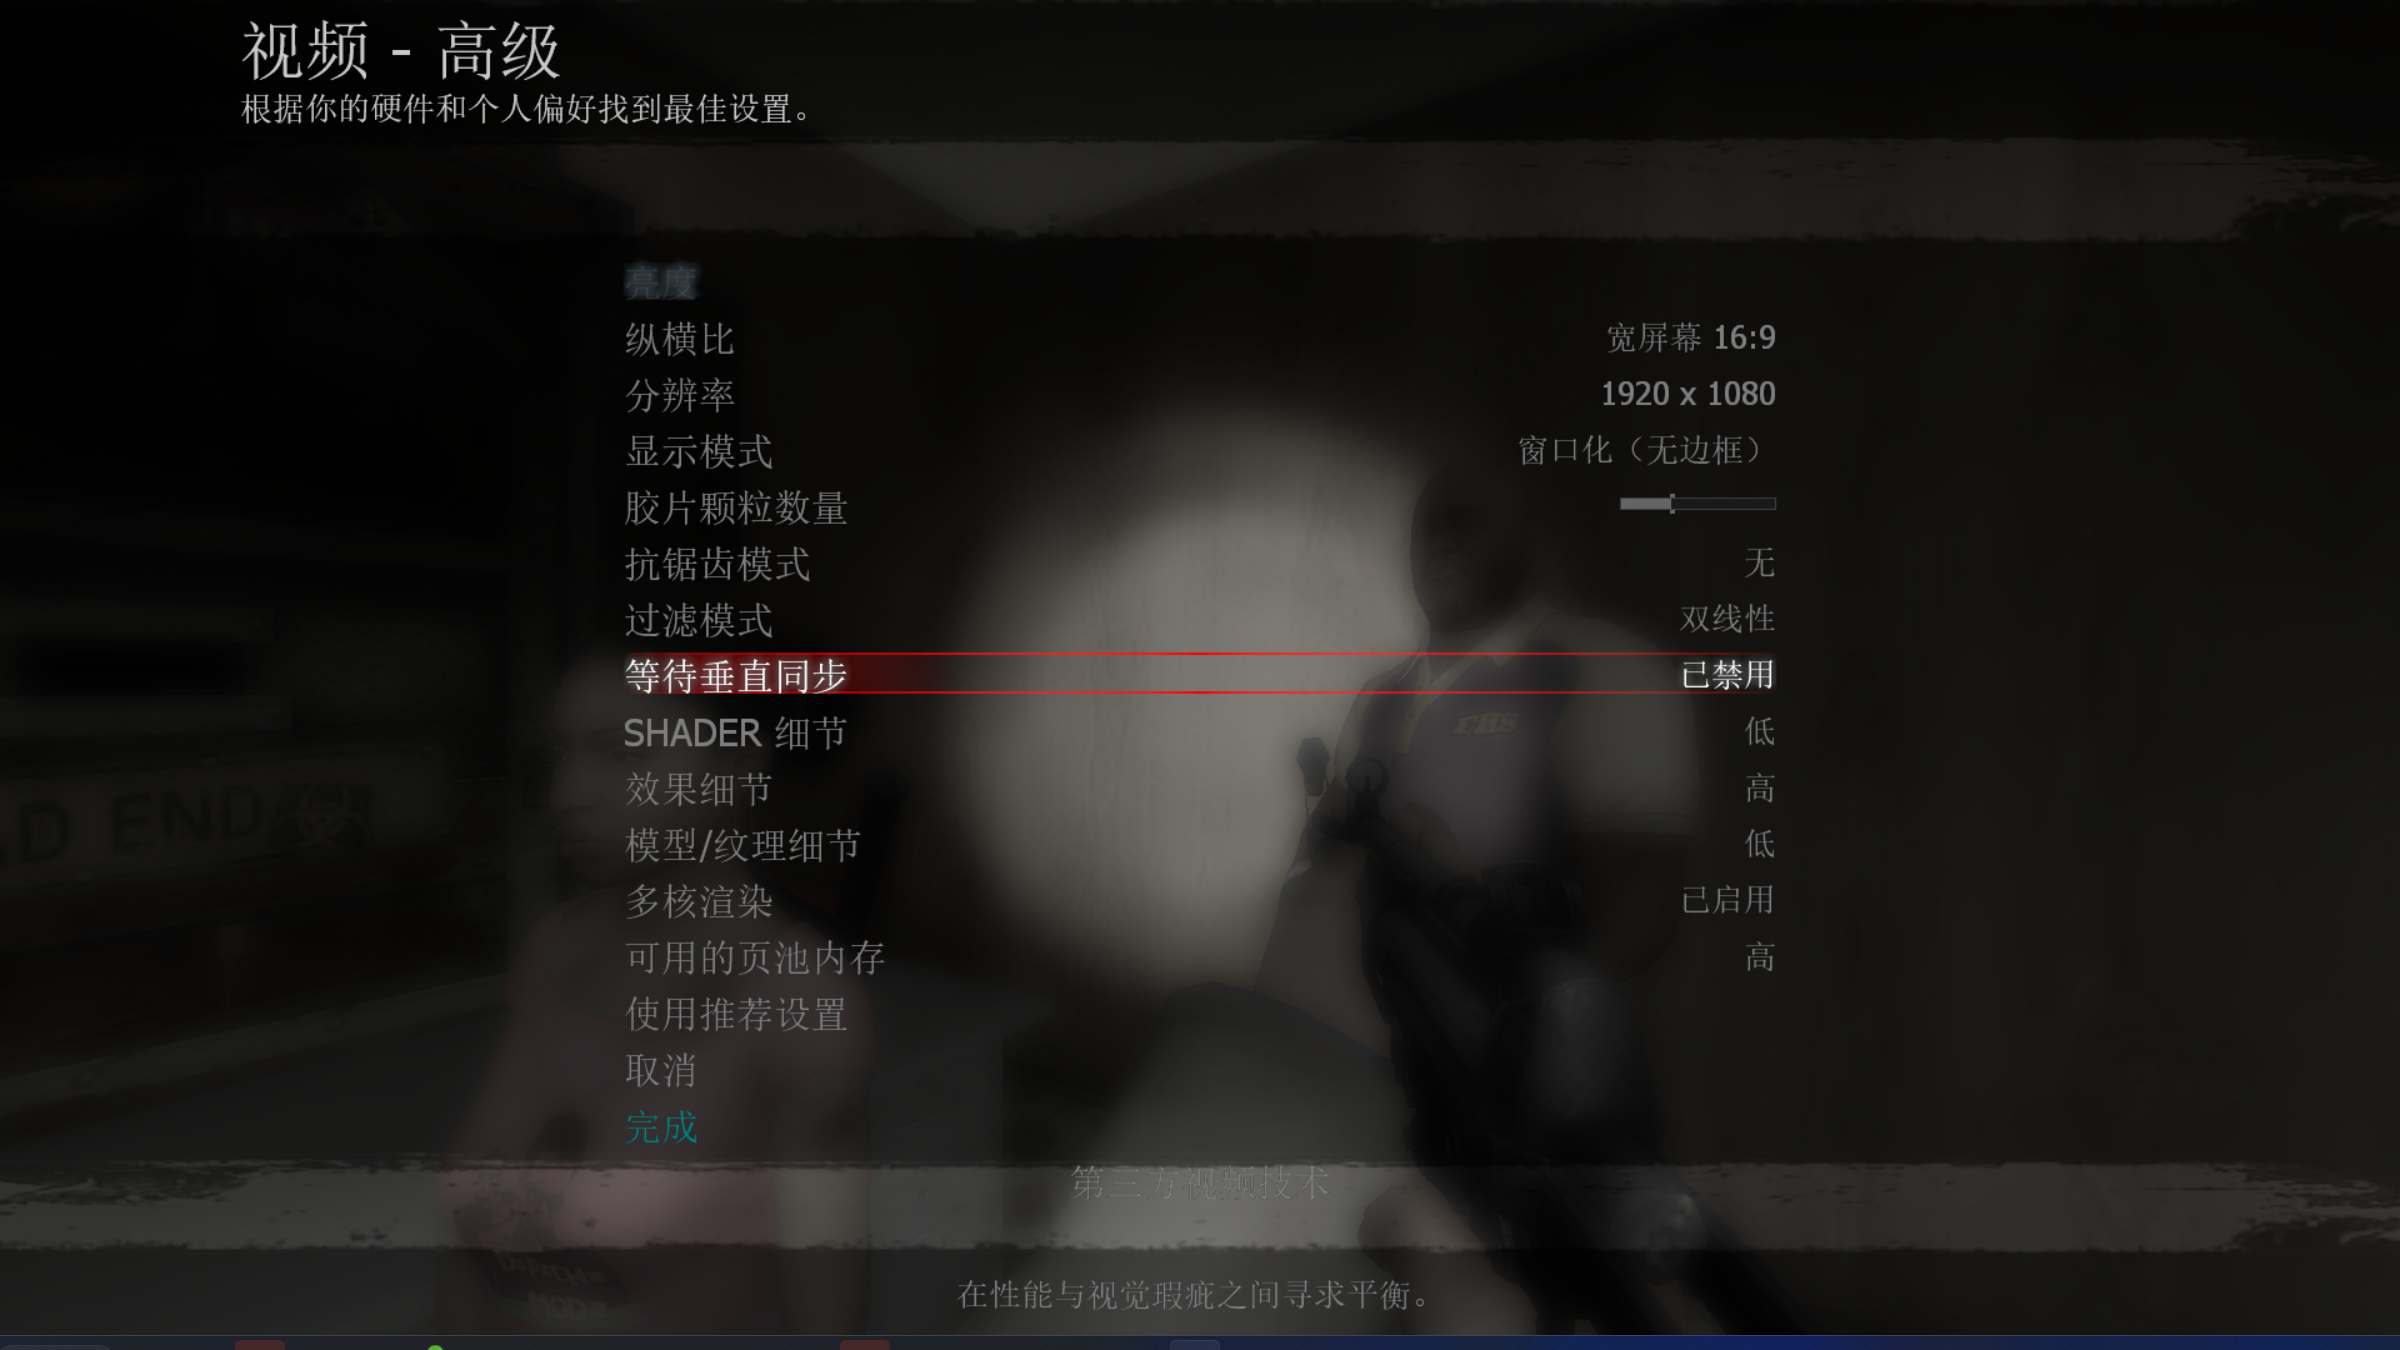 视频 - 高级
根据你的硬件和个人偏好找到最佳设置。
亮度
纵横比 宽屏幕 16:9
分辨率 1920 x 1080
显示模式 窗口化（无边框）
胶片颗粒数量
抗锯齿模式 无
过滤模式 双线性
等待垂直同步 已禁用
SHADER 细节 低
效果细节 高
模型/纹理细节 低
多核渲染 已启用
可用的页池内存 高
使用推荐设置
取消
完成
第三方视频技术
在性能与视觉瑕疵之间寻求平衡。
D END
FHS
DEPECHE
MODE